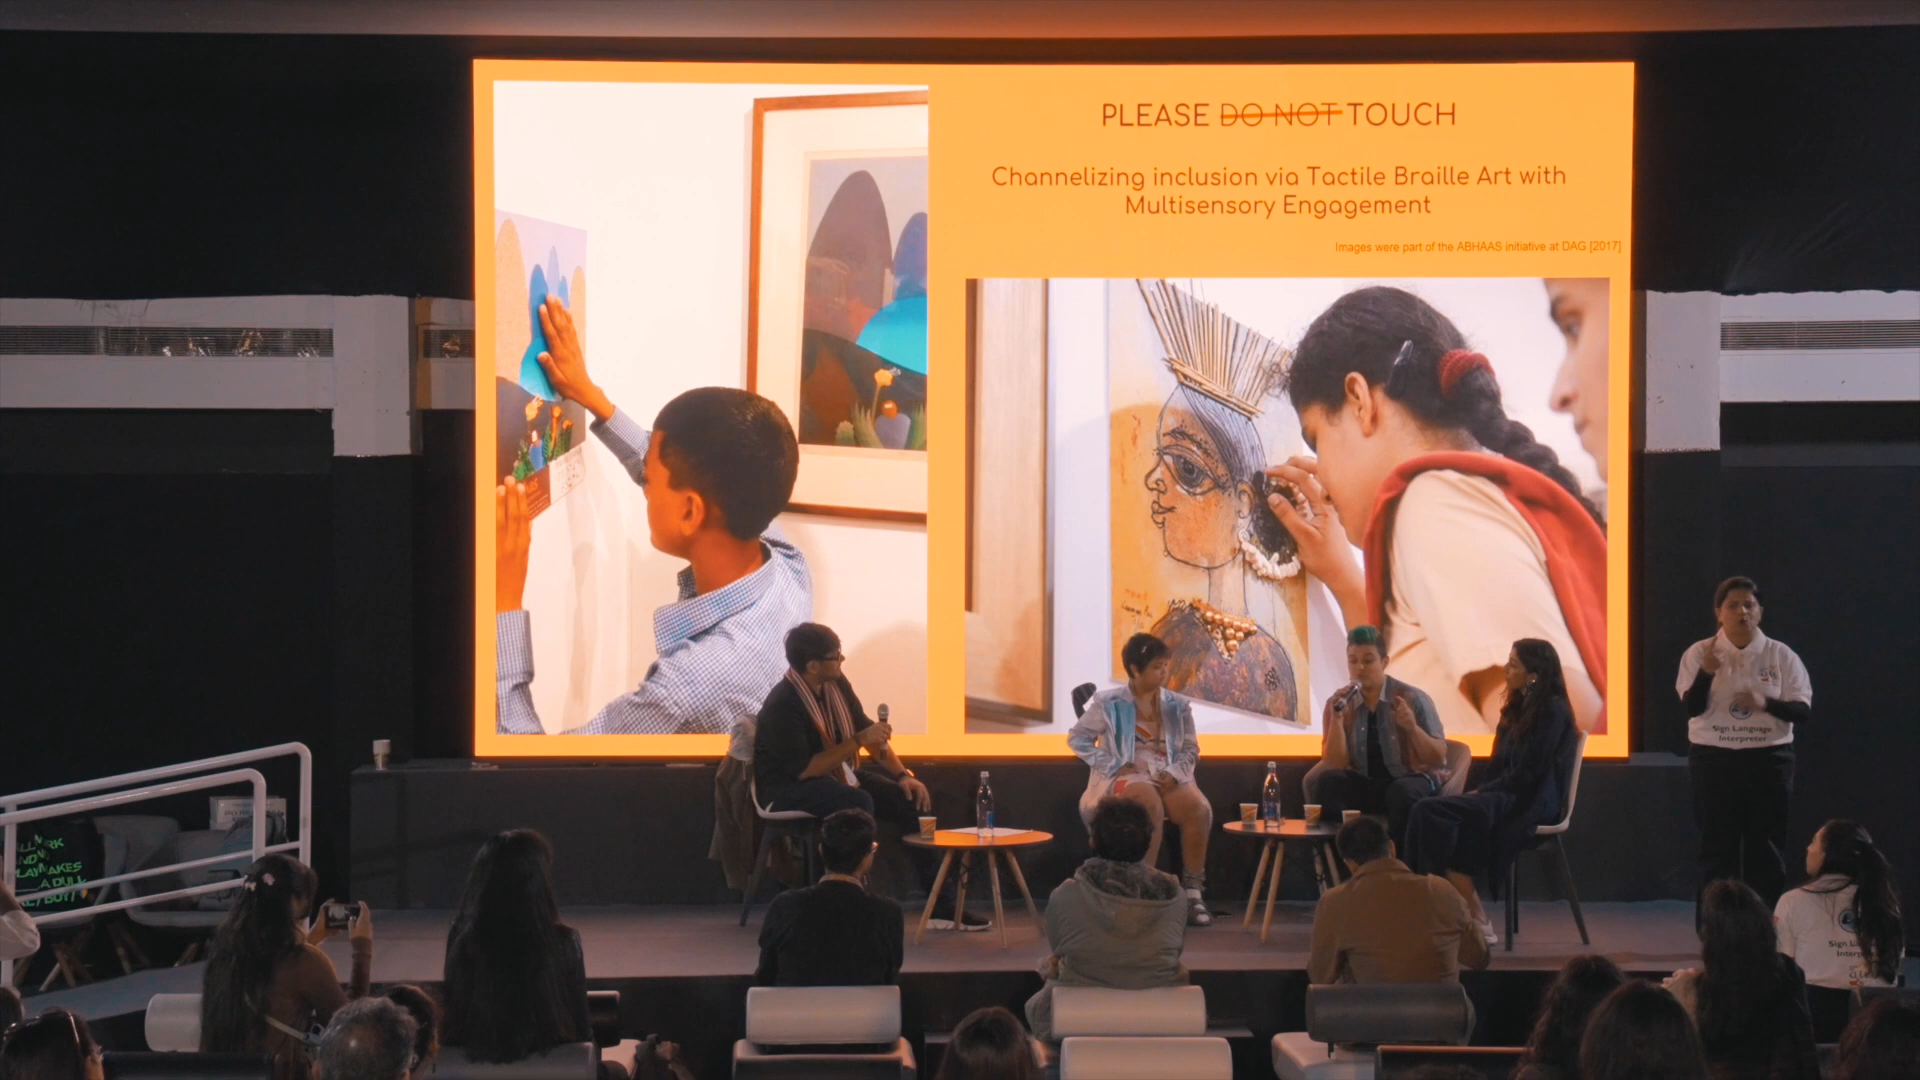 PLEASE DO NOT TOUCH
Channelizing inclusion via Tactile Braille Art with
Multisensory Engagement
Images were part of the ABHAAS initiative at DAG [2017]
Sign Language
Interpreter
Sign